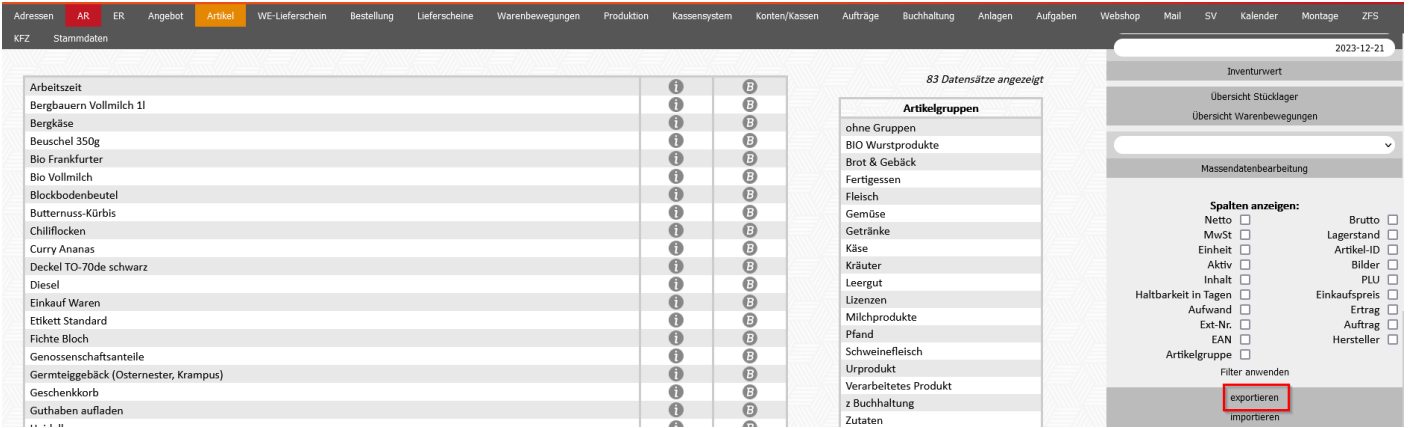 Adressen AR ER Angebot Artikel WE-Lieferschein Bestellung Lieferscheine Warenbewegungen Produktion Kassensystem Konten/Kassen Aufträge Buchhaltung Anlagen Aufgaben Webshop Mail SV Kalender Montage ZFS
KFZ Stammdaten
Arbeitszeit i B
Bergbauern Vollmilch 1l i B
Bergkäse i B
Beuschel 350g i B
Bio Frankfurter i B
Bio Vollmilch i B
Blockbodenbeutel i B
Butternuss-Kürbis i B
Chiliflocken i B
Curry Ananas i B
Deckel TO-70de schwarz i B
Diesel i B
Einkauf Waren i B
Etikett Standard i B
Fichte Bloch i B
Genossenschaftsanteile i B
Germteiggebäck (Osternester, Krampus) i B
Geschenkkorb i B
Guthaben aufladen i B
83 Datensätze angezeigt
Artikelgruppen
ohne Gruppen
BIO Wurstprodukte
Brot & Gebäck
Fertigessen
Fleisch
Gemüse
Getränke
Käse
Kräuter
Leergut
Lizenzen
Milchprodukte
Pfand
Schweinefleisch
Urprodukt
Verarbeitetes Produkt
z Buchhaltung
Zutaten
2023-12-21
Inventurwert
Übersicht Stücklager
Übersicht Warenbewegungen
Massendatenbearbeitung
Spalten anzeigen:
Netto Brutto
MwSt Lagerstand
Einheit Artikel-ID
Aktiv Bilder
Inhalt PLU
Haltbarkeit in Tagen Einkaufspreis
Aufwand Ertrag
Ext-Nr. Auftrag
EAN Hersteller
Artikelgruppe
Filter anwenden
exportieren
importieren